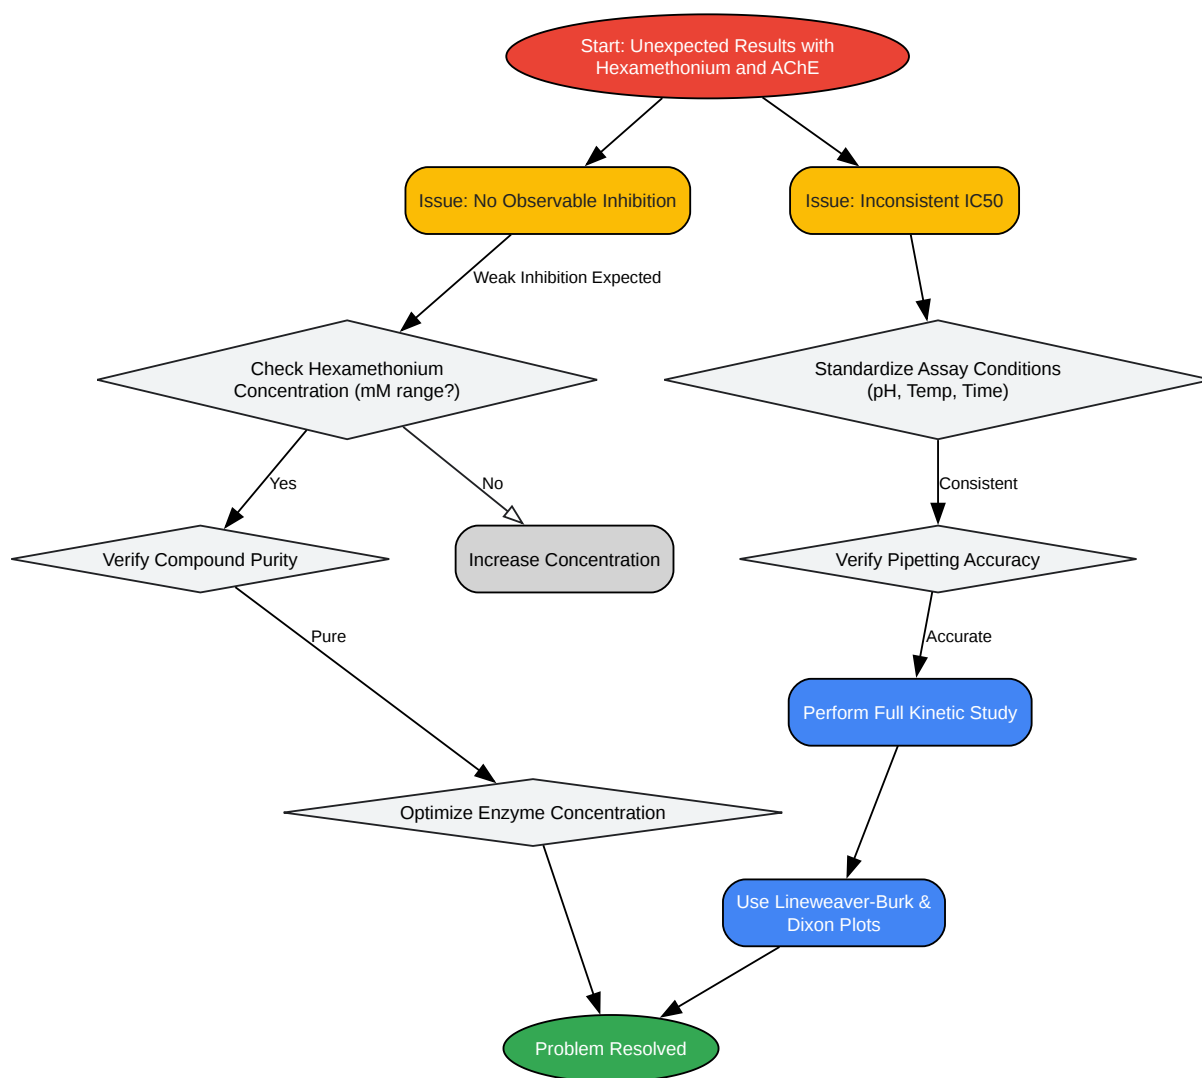 Start: Unexpected Results with
Hexamethonium and AChE
Issue: No Observable Inhibition
Issue: Inconsistent IC50
Weak Inhibition Expected
Check Hexamethonium
Concentration (mM range?)
Standardize Assay Conditions
(pH, Temp, Time)
Yes
No
Consistent
Verify Compound Purity
Increase Concentration
Verify Pipetting Accuracy
Pure
Accurate
Perform Full Kinetic Study
Optimize Enzyme Concentration
Use Lineweaver-Burk &
Dixon Plots
Problem Resolved